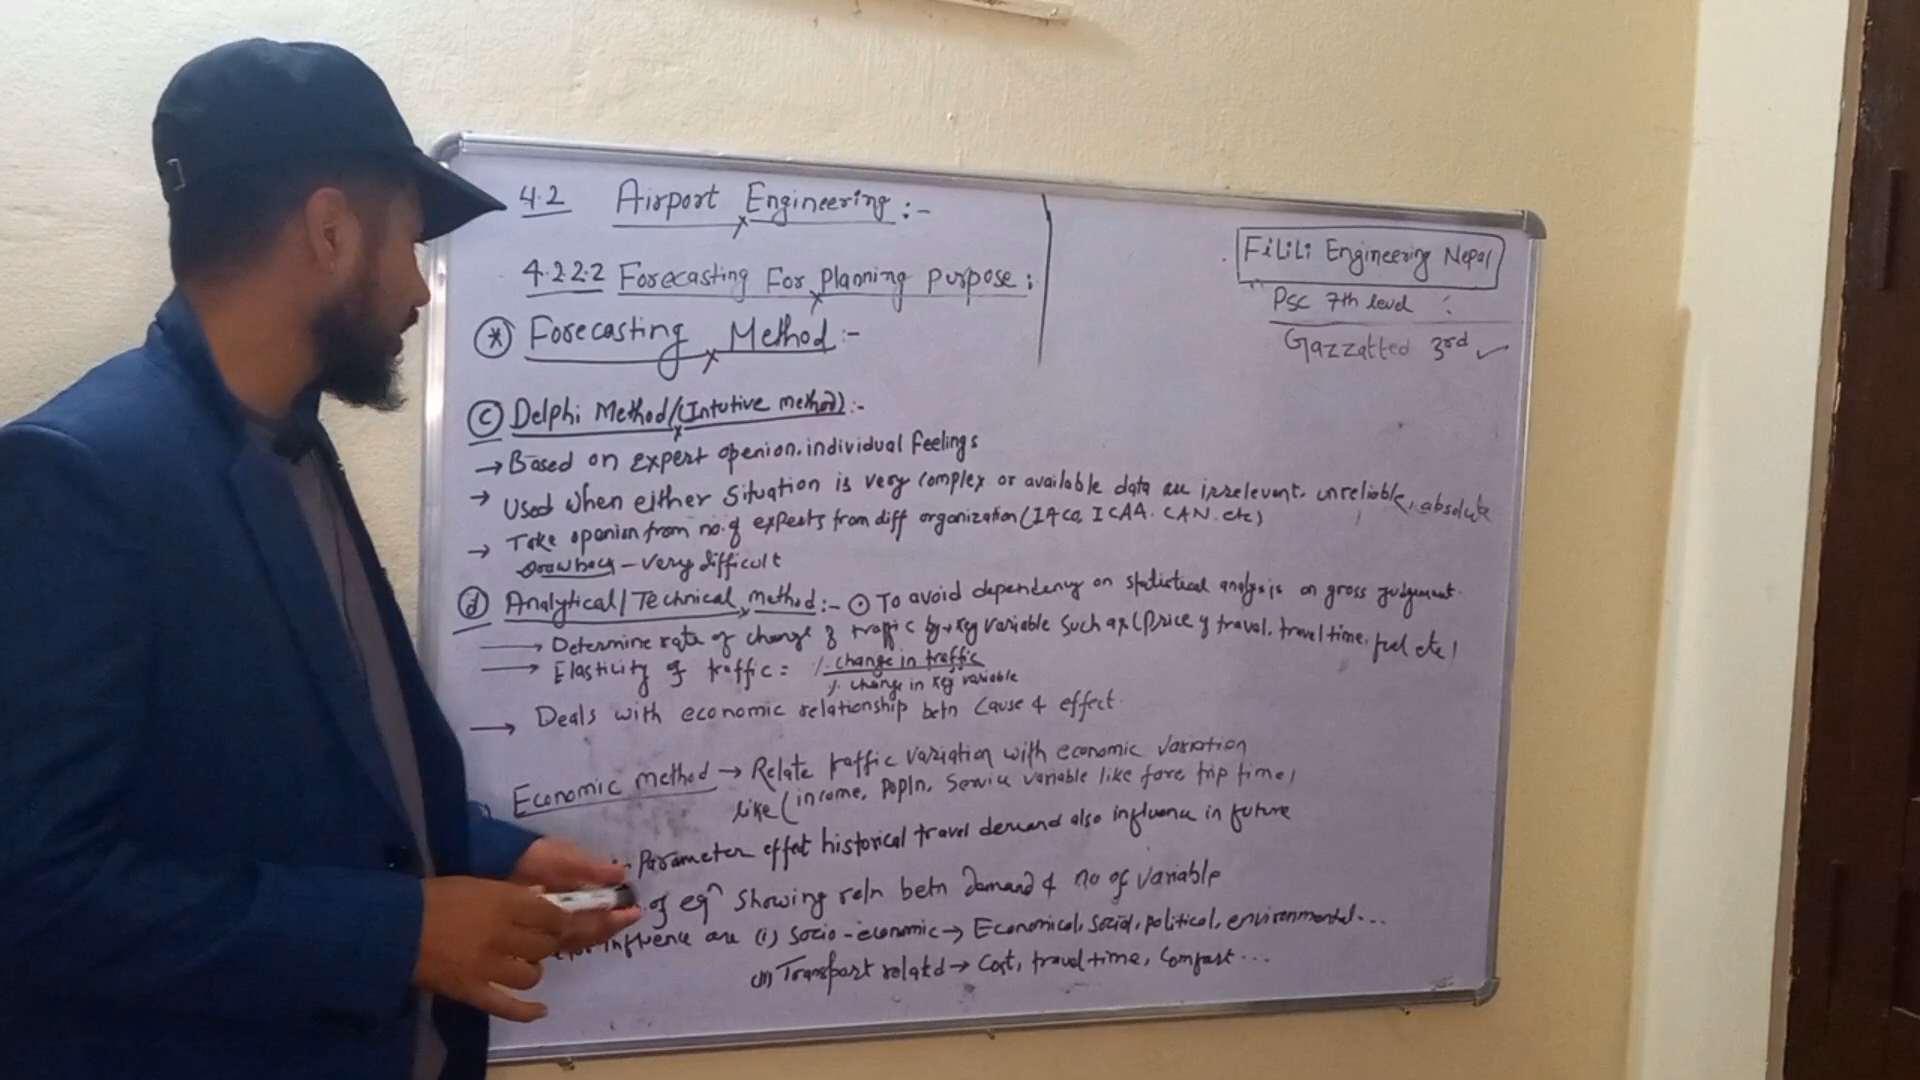 4.2 Airport Engineering :-
4.2.2.2 Forecasting For Planning Purpose :
* Forecasting Method :-
FiLiLi Engineering Nepal
PSC 7th level :
Gazzatted 3rd ✓
(c) Delphi Method/(Intutive method) :-
→ Based on expert openion, individual feelings
→ Used when either situation is very complex or available data are irrelevent, unreliable, absolute
→ Take openion from no. of experts from diff organization (IACO, ICAA. CAN. etc)
Drawback - very difficult
(d) Analytical/Technical method :- ⊙ To avoid dependency on statistical analysis on gross judgement.
→ Determine rate of change of traffic by key variable such as (price of travel, travel time, fuel etc)
→ Elasticity of traffic = % change in traffic
% change in key variable
→ Deals with economic relationship betn cause & effect.
Economic method → Relate traffic variation with economic variation
like (income, popln, service variable like fare trip time)
Parameter effect historical travel demand also influence in future
of eqn showing reln betn demand & no of variable
influence are (i) Socio-economic → Economical, Social, political, environmental...
(ii) Transport related → Cost, travel time, Comfast...